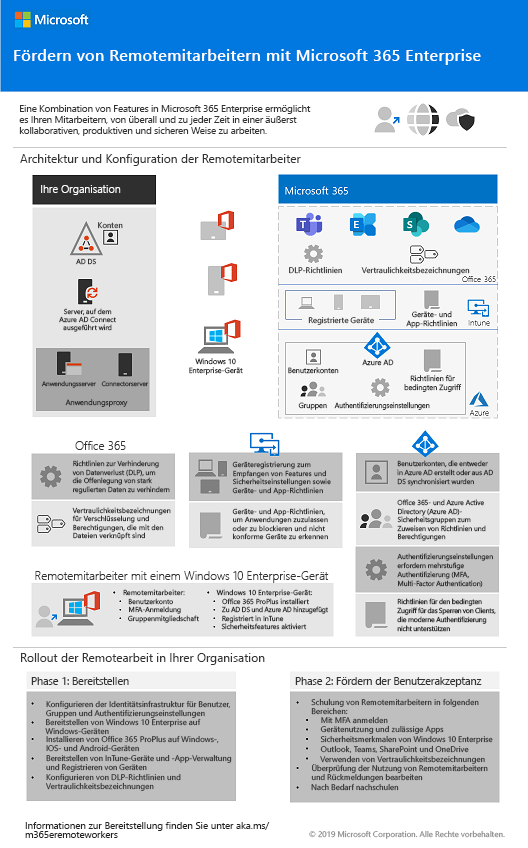 Microsoft
Fördern von Remotemitarbeitern mit Microsoft 365 Enterprise
Eine Kombination von Features in Microsoft 365 Enterprise ermöglicht
es Ihren Mitarbeitern, von überall und zu jeder Zeit in einer äußerst
kollaborativen, produktiven und sicheren Weise zu arbeiten.
Architektur und Konfiguration der Remotemitarbeiter
Ihre Organisation
Konten
AD DS
Server, auf dem
Azure AD Connect
ausgeführt wird
Anwendungsserver
Connectorserver
Anwendungsproxy
Windows 10
Enterprise-Gerät
Microsoft 365
DLP-Richtlinien
Vertraulichkeitsbezeichnungen
Office 365
Registrierte Geräte
Geräte- und
App-Richtlinien
Intune
Azure AD
Benutzerkonten
Richtlinien für
bedingten Zugriff
Gruppen
Authentifizierungseinstellungen
Azure
Office 365
Richtlinien zur Verhinderung
von Datenverlust (DLP), um
die Offenlegung von stark
regulierten Daten zu verhindern
Vertraulichkeitsbezeichnungen
für Verschlüsselung und
Berechtigungen, die mit den
Dateien verknüpft sind
Geräteregistrierung zum
Empfangen von Features und
Sicherheitseinstellungen sowie
Geräte- und App-Richtlinien
Geräte- und App-Richtlinien,
um Anwendungen zuzulassen
oder zu blockieren und nicht
konforme Geräte zu erkennen
Benutzerkonten, die entweder
in Azure AD erstellt oder aus AD
DS synchronisiert wurden
Office 365- und Azure Active
Directory (Azure AD)-
Sicherheitsgruppen zum
Zuweisen von Richtlinien und
Berechtigungen
Authentifizierungseinstellungen
erfordern mehrstufige
Authentifizierung (MFA,
Multi-Factor Authentication)
Richtlinien für den bedingten
Zugriff für das Sperren von Clients,
die moderne Authentifizierung
nicht unterstützen
Remotemitarbeiter mit einem Windows 10 Enterprise-Gerät
• Remotemitarbeiter:
• Benutzerkonto
• MFA-Anmeldung
• Gruppenmitgliedschaft
• Windows 10 Enterprise-Gerät:
• Office 365 ProPlus installiert
• Zu AD DS und Azure AD hinzugefügt
• Registriert in InTune
• Sicherheitsfeatures aktiviert
Rollout der Remotearbeit in Ihrer Organisation
Phase 1: Bereitstellen
• Konfigurieren der Identitätsinfrastruktur für Benutzer,
Gruppen und Authentifizierungseinstellungen
• Bereitstellen von Windows 10 Enterprise auf
Windows-Geräten
• Installieren von Office 365 ProPlus auf Windows-,
IOS- und Android-Geräten
• Bereitstellen von InTune-Geräte und -App-Verwaltung
und Registrieren von Geräten
• Konfigurieren von DLP-Richtlinien und
Vertraulichkeitsbezeichnungen
Phase 2: Fördern der Benutzerakzeptanz
• Schulung von Remotemitarbeitern in folgenden
Bereichen:
• Mit MFA anmelden
• Gerätenutzung und zulässige Apps
• Sicherheitsmerkmalen von Windows 10 Enterprise
• Outlook, Teams, SharePoint und OneDrive
• Verwenden von Vertraulichkeitsbezeichnungen
• Überprüfung der Nutzung von Remotemitarbeitern
und Rückmeldungen bearbeiten
• Nach Bedarf nachschulen
Informationen zur Bereitstellung finden Sie unter aka.ms/
m365eremoteworkers
© 2019 Microsoft Corporation. Alle Rechte vorbehalten.